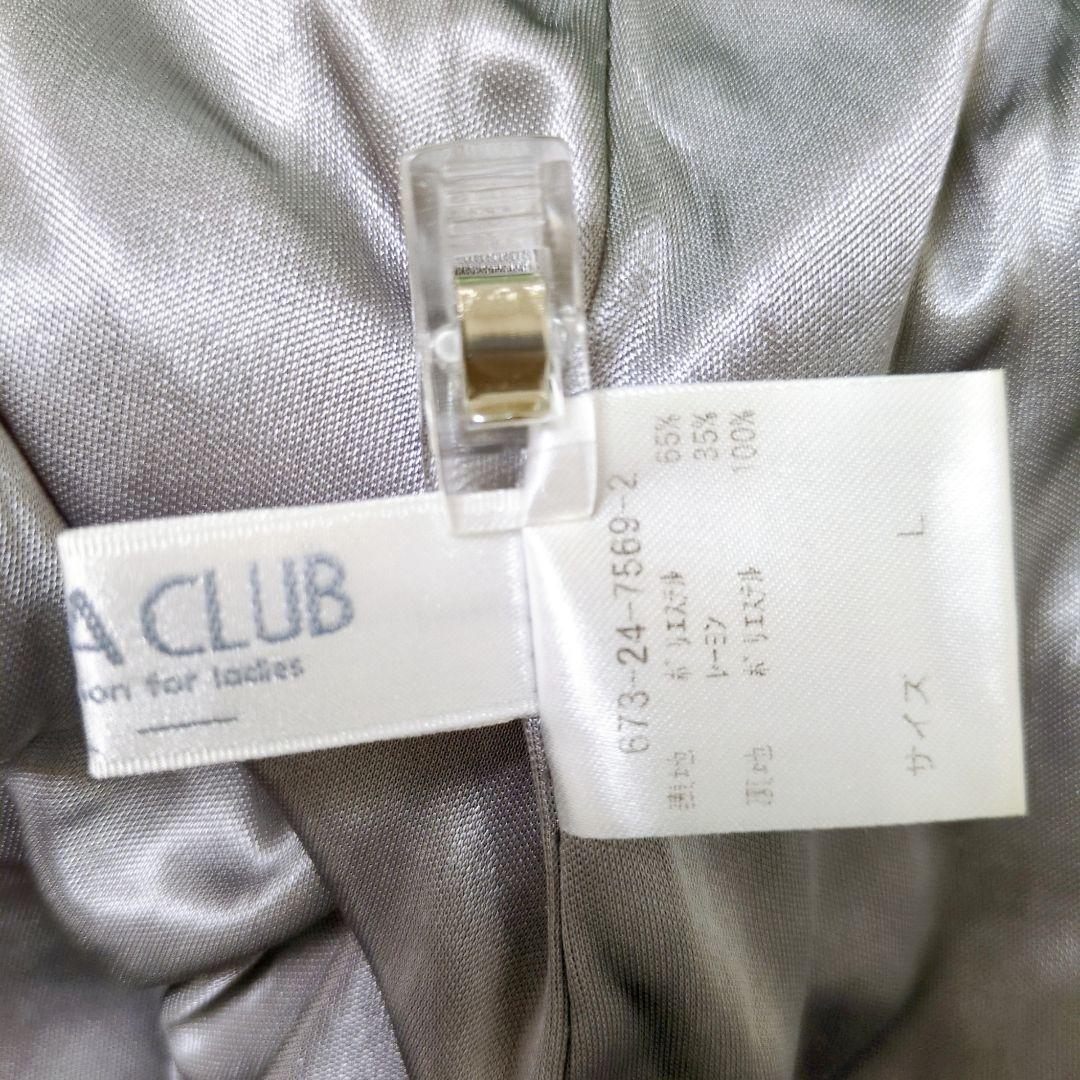 A CLUB
ion for ladies
673-24-7569-2
表地 ポリエステル 65%
レーヨン 35%
裏地 ポリエステル 100%
サイズ L